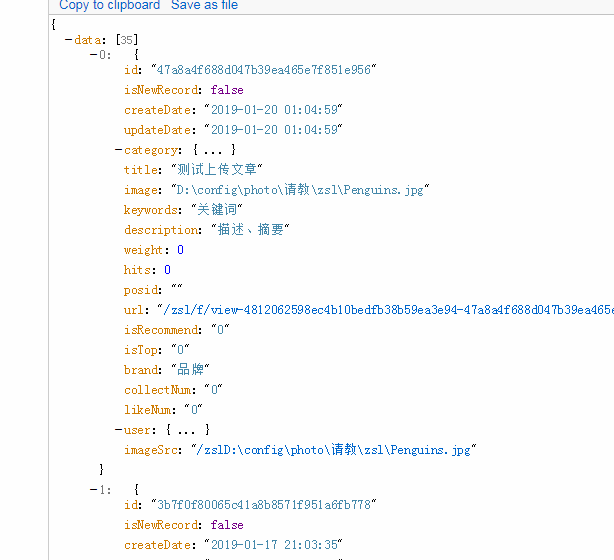 Copy to clipboard Save as file
{
−data: [35]
−0: {
id: "47a8a4f688d047b39ea465e7f851e956"
isNewRecord: false
createDate: "2019-01-20 01:04:59"
updateDate: "2019-01-20 01:04:59"
−category: { ... }
title: "测试上传文章"
image: "D:\config\photo\请教\zsl\Penguins.jpg"
keywords: "关键词"
description: "描述、摘要"
weight: 0
hits: 0
posid: ""
url: "/zsl/f/view-4812062598ec4b10bedfb38b59ea3e94-47a8a4f688d047b39ea465e
isRecommend: "0"
isTop: "0"
brand: "品牌"
collectNum: "0"
likeNum: "0"
−user: { ... }
imageSrc: "/zslD:\config\photo\请教\zsl\Penguins.jpg"
}
−1: {
id: "3b7f0f80065c41a8b8571f951a6fb778"
isNewRecord: false
createDate: "2019-01-17 21:03:35"